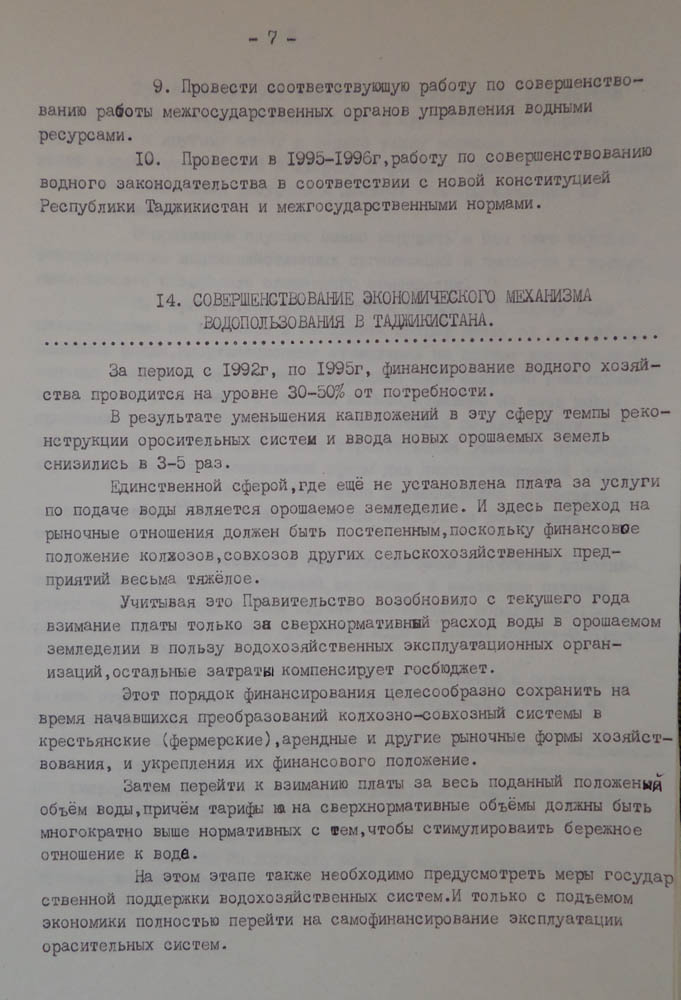 - 7 -
9. Провести соответствующую работу по совершенство-
ванию работы межгосударственных органов управления водными
ресурсами.
10. Провести в 1995-1996г,работу по совершенствованию
водного законодательства в соответствии с новой конституцией
Республики Таджикистан и межгосударственными нормами.
14. СОВЕРШЕНСТВОВАНИЕ ЭКОНОМИЧЕСКОГО МЕХАНИЗМА
ВОДОПОЛЬЗОВАНИЯ В ТАДЖИКИСТАНА.
За период с 1992г, по 1995г, финансирование водного хозяй-
ства проводится на уровне 30-50% от потребности.
В результате уменьшения капвложений в эту сферу темпы реко-
нструкции оросительных систем и ввода новых орошаемых земель
снизились в 3-5 раз.
Единственной сферой,где ещё не установлена плата за услуги
по подаче воды является орошаемое земледелие. И здесь переход на
рыночные отношения должен быть постепенным,поскольку финансовое
положение колхозов,совхозов других сельскохозяйственных пред-
приятий весьма тяжёлое.
Учитывая это Правительство возобновило с текущего года
взимание платы только за сверхнормативный расход воды в орошаемом
земледелии в пользу водохозяйственных эксплуатационных орган-
изаций,остальные затраты компенсирует госбюджет.
Этот порядок финансирования целесообразно сохранить на
время начавшихся преобразований колхозно-совхозный системы в
крестьянские (фермерские),арендные и другие рыночные формы хозяйст-
вования, и укрепления их финансового положение.
Затем перейти к взиманию платы за весь поданный положеный
объём воды,причём тарифы на сверхнормативные объёмы должны быть
многократно выше нормативных с тем,чтобы стимулироваить бережное
отношение к воде.
На этом этапе также необходимо предусмотреть меры государ
ственной поддержки водохозяйственных систем.И только с подъемом
экономики полностью перейти на самофинансирование эксплуатации
орасительных систем.